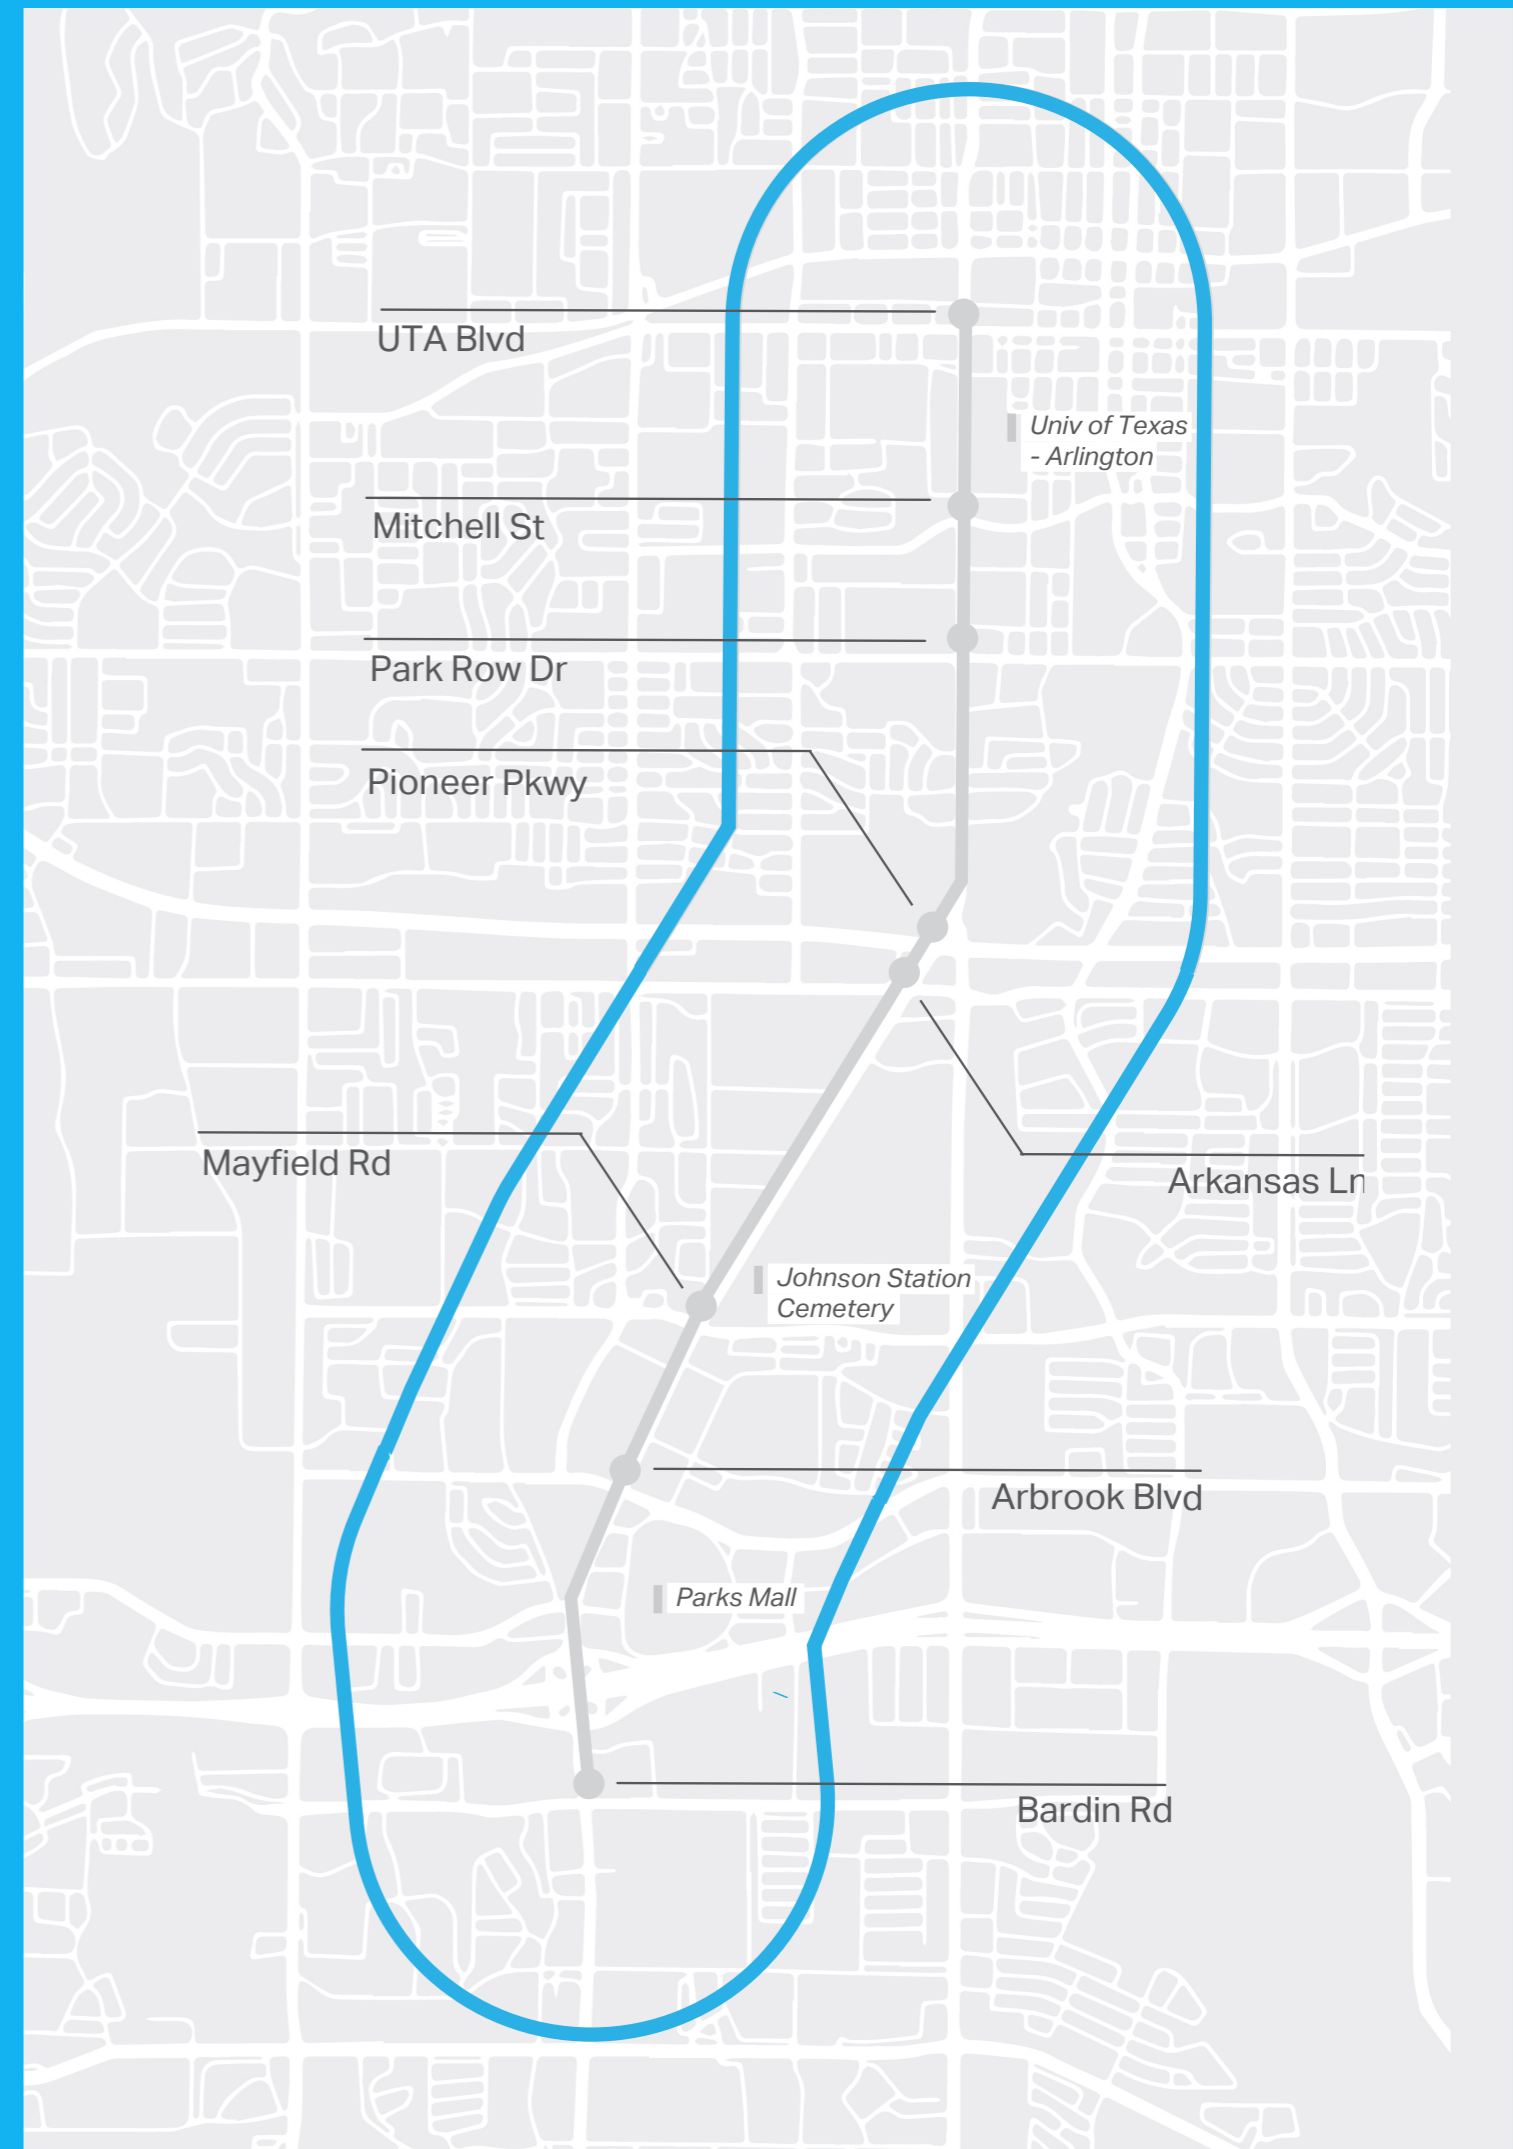 UTA Blvd
Univ of Texas
- Arlington
Mitchell St
Park Row Dr
Pioneer Pkwy
Mayfield Rd
Arkansas Ln
Johnson Station
Cemetery
Arbrook Blvd
Parks Mall
Bardin Rd